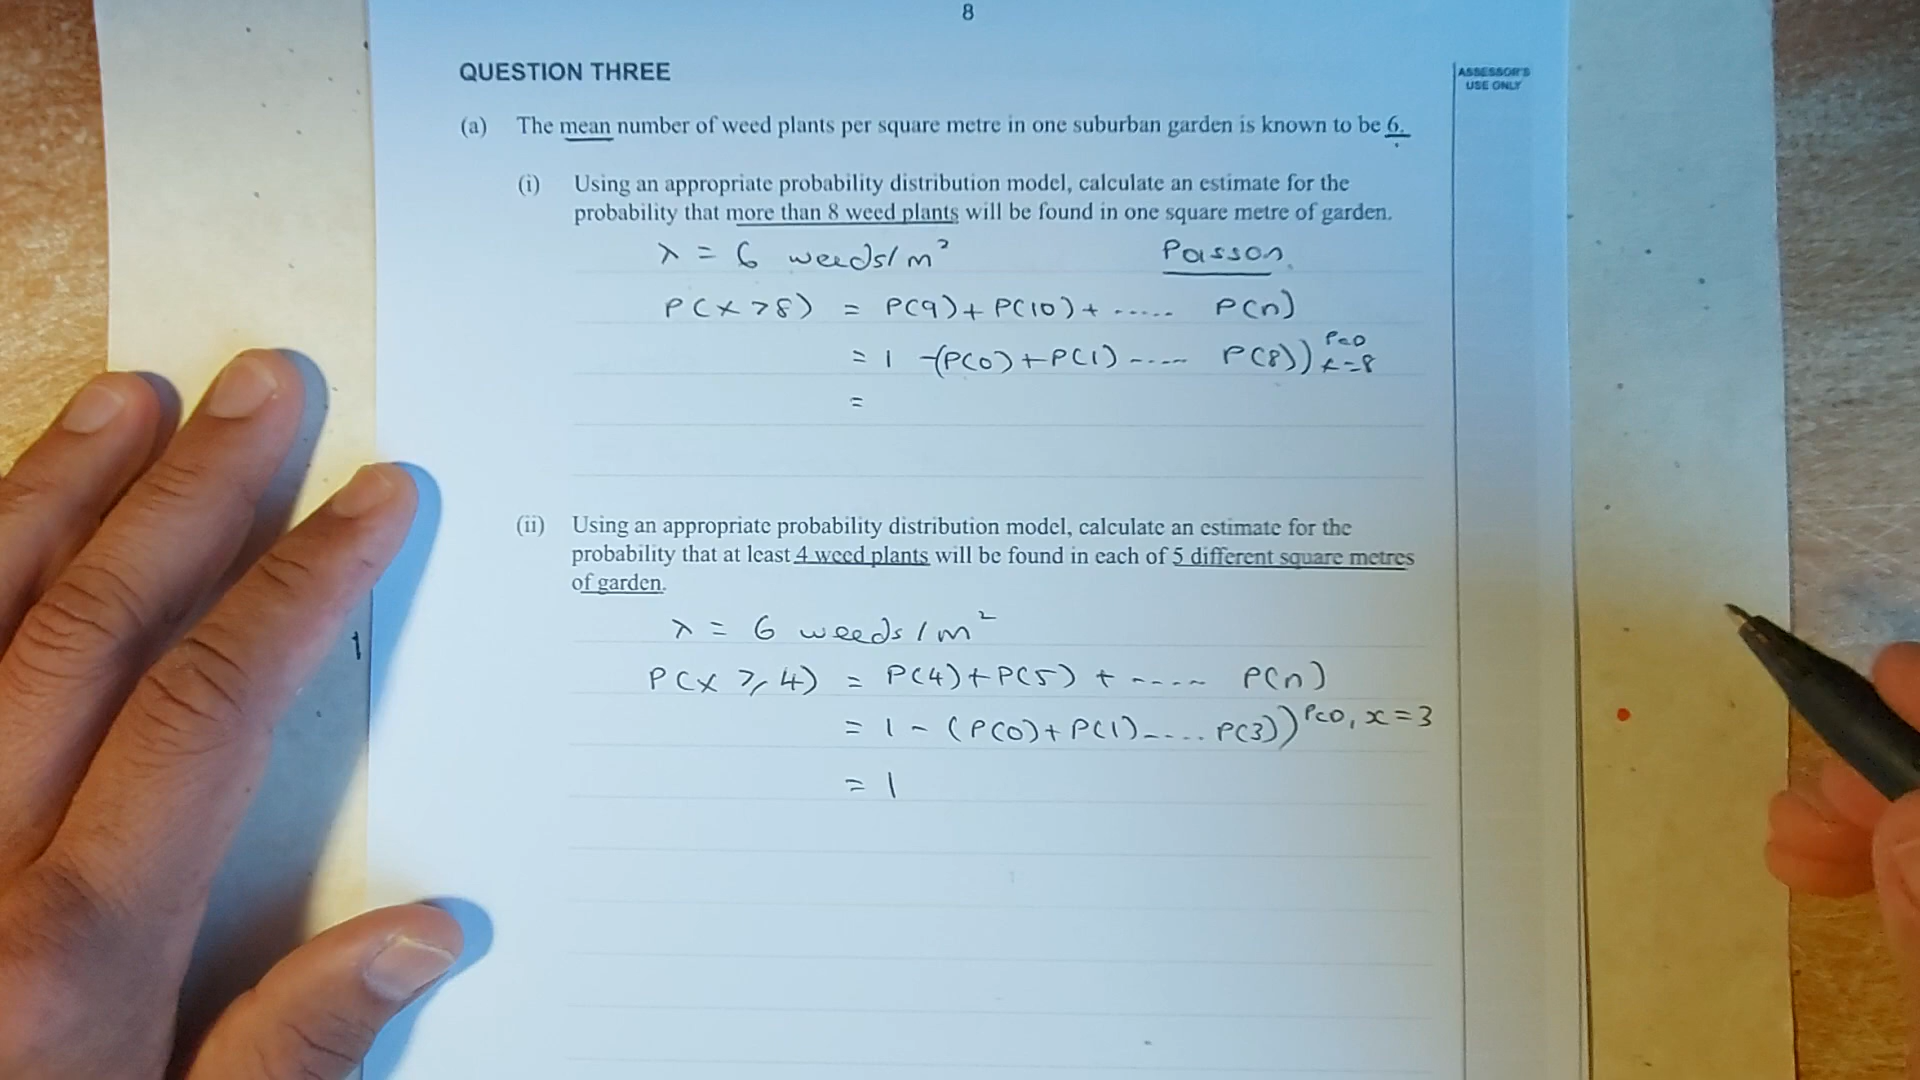 8
QUESTION THREE
ASSESSOR'S
USE ONLY
(a) The mean number of weed plants per square metre in one suburban garden is known to be 6.
(i) Using an appropriate probability distribution model, calculate an estimate for the
probability that more than 8 weed plants will be found in one square metre of garden.
λ = 6 weeds/m² Poisson
P(x>8) = P(9)+P(10)+ ..... P(n)
= 1 -(P(0)+P(1) ---- P(8)) PCD x=8
=
(ii) Using an appropriate probability distribution model, calculate an estimate for the
probability that at least 4 weed plants will be found in each of 5 different square metres
of garden.
λ = 6 weeds/m²
P(x ≥ 4) = P(4)+P(5) + ---- P(n)
= 1 - (P(0)+P(1)---- P(3)) PCD, x=3
= 1
1